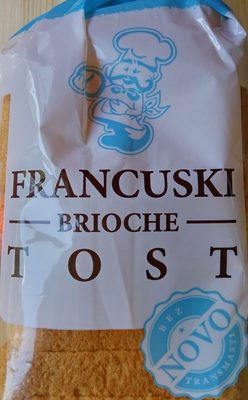 FRANCUSKI
BRIOCHE
TOST
BEZ
NOVO
TRANSMASTI